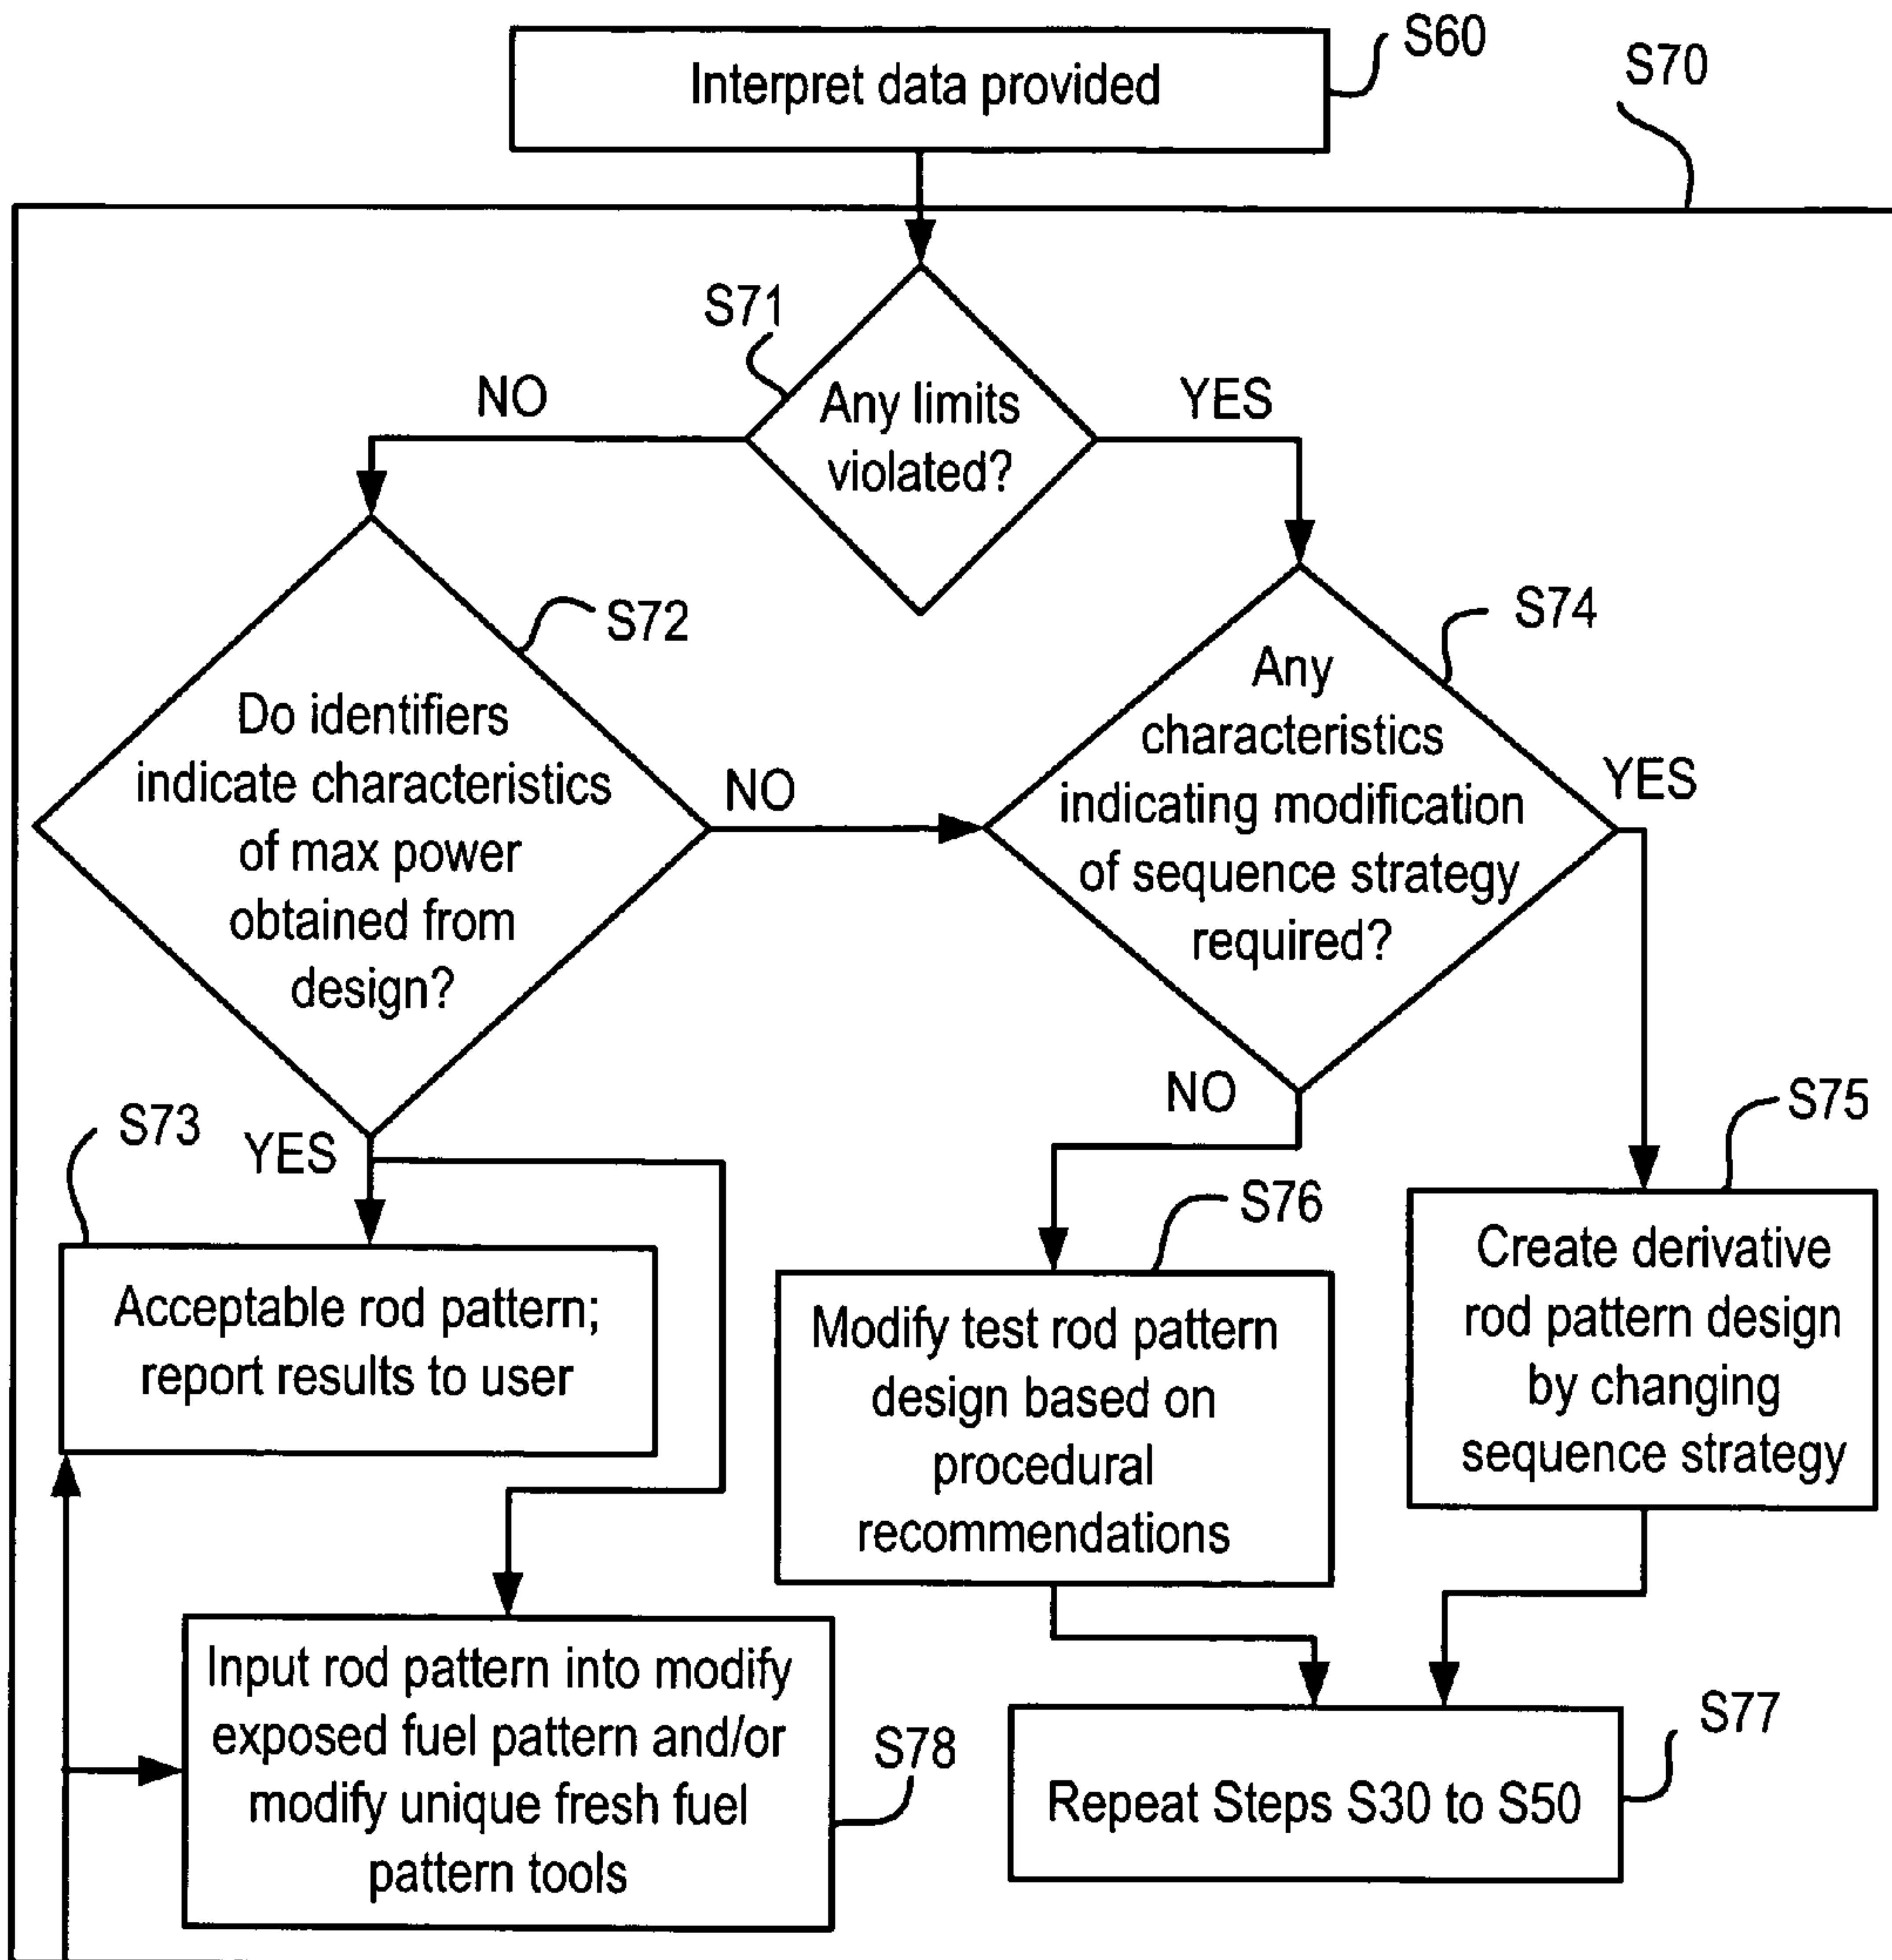 S60
Interpret data provided
S70
S71
NO
Any limits
violated?
YES
S72
Do identifiers
indicate characteristics
of max power
obtained from
design?
NO
S74
Any
characteristics
indicating modification
of sequence strategy
required?
YES
NO
S73
YES
Acceptable rod pattern;
report results to user
S76
Modify test rod pattern
design based on
procedural
recommendations
S75
Create derivative
rod pattern design
by changing
sequence strategy
Input rod pattern into modify
exposed fuel pattern and/or
modify unique fresh fuel
pattern tools
S78
Repeat Steps S30 to S50
S77